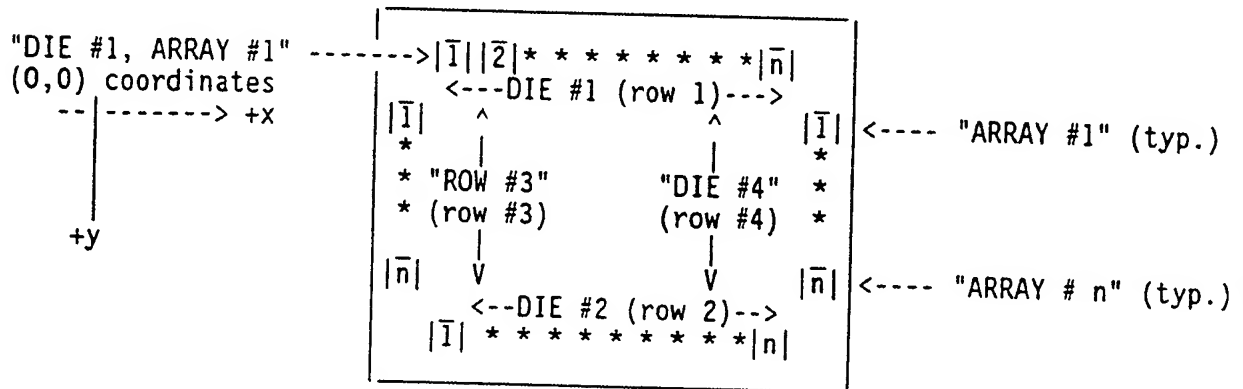 "DIE #1, ARRAY #1" ------->|1̅||2̅|* * * * * * * *|n̅|
(0,0) coordinates <---DIE #1 (row 1)--->
--|-------> +x |1̅| ^ ^ |1̅| <---- "ARRAY #1" (typ.)
* | | *
* "ROW #3" "DIE #4" *
* (row #3) (row #4) *
+y | |
|n̅| V V |n̅| <---- "ARRAY # n" (typ.)
<--DIE #2 (row 2)-->
|1̅| * * * * * * * * *|n|